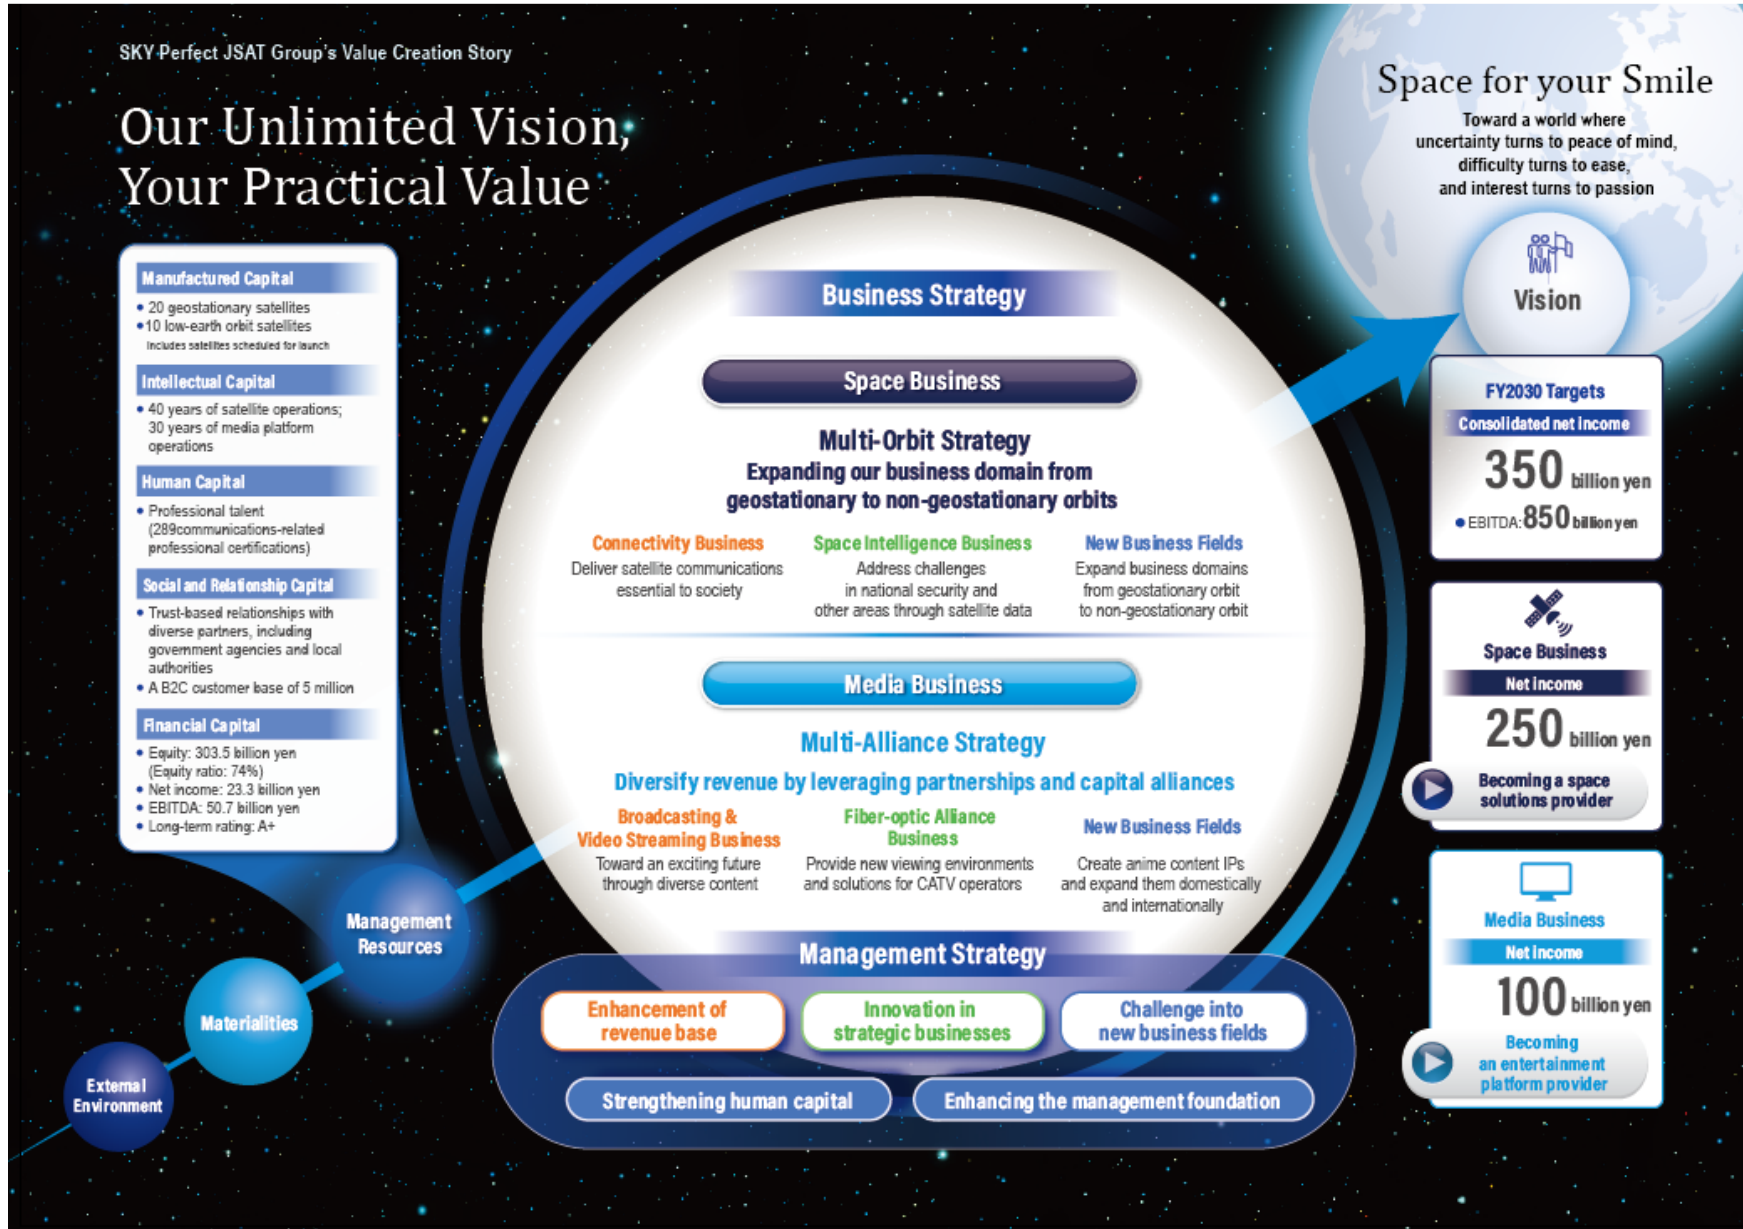 SKY Perfect JSAT Group's Value Creation Story
Our Unlimited Vision,
Your Practical Value
Manufactured Capital
• 20 geostationary satellites
• 10 low-earth orbit satellites
Includes satellites scheduled for launch
Intellectual Capital
• 40 years of satellite operations;
30 years of media platform
operations
Human Capital
• Professional talent
(289communications-related
professional certifications)
Social and Relationship Capital
• Trust-based relationships with
diverse partners, including
government agencies and local
authorities
• A B2C customer base of 5 million
Financial Capital
• Equity: 303.5 billion yen
(Equity ratio: 74%)
• Net income: 23.3 billion yen
• EBITDA: 50.7 billion yen
• Long-term rating: A+
Management
Resources
Materialities
External
Environment
Business Strategy
Space Business
Multi-Orbit Strategy
Expanding our business domain from
geostationary to non-geostationary orbits
Connectivity Business
Deliver satellite communications
essential to society
Space Intelligence Business
Address challenges
in national security and
other areas through satellite data
New Business Fields
Expand business domains
from geostationary orbit
to non-geostationary orbit
Media Business
Multi-Alliance Strategy
Diversify revenue by leveraging partnerships and capital alliances
Broadcasting &
Video Streaming Business
Toward an exciting future
through diverse content
Fiber-optic Alliance
Business
Provide new viewing environments
and solutions for CATV operators
New Business Fields
Create anime content IPs
and expand them domestically
and internationally
Management Strategy
Enhancement of
revenue base
Innovation in
strategic businesses
Challenge into
new business fields
Strengthening human capital
Enhancing the management foundation
Space for your Smile
Toward a world where
uncertainty turns to peace of mind,
difficulty turns to ease,
and interest turns to passion
Vision
FY2030 Targets
Consolidated net income
350 billion yen
• EBITDA: 850 billion yen
Space Business
Net income
250 billion yen
Becoming a space
solutions provider
Media Business
Net income
100 billion yen
Becoming
an entertainment
platform provider